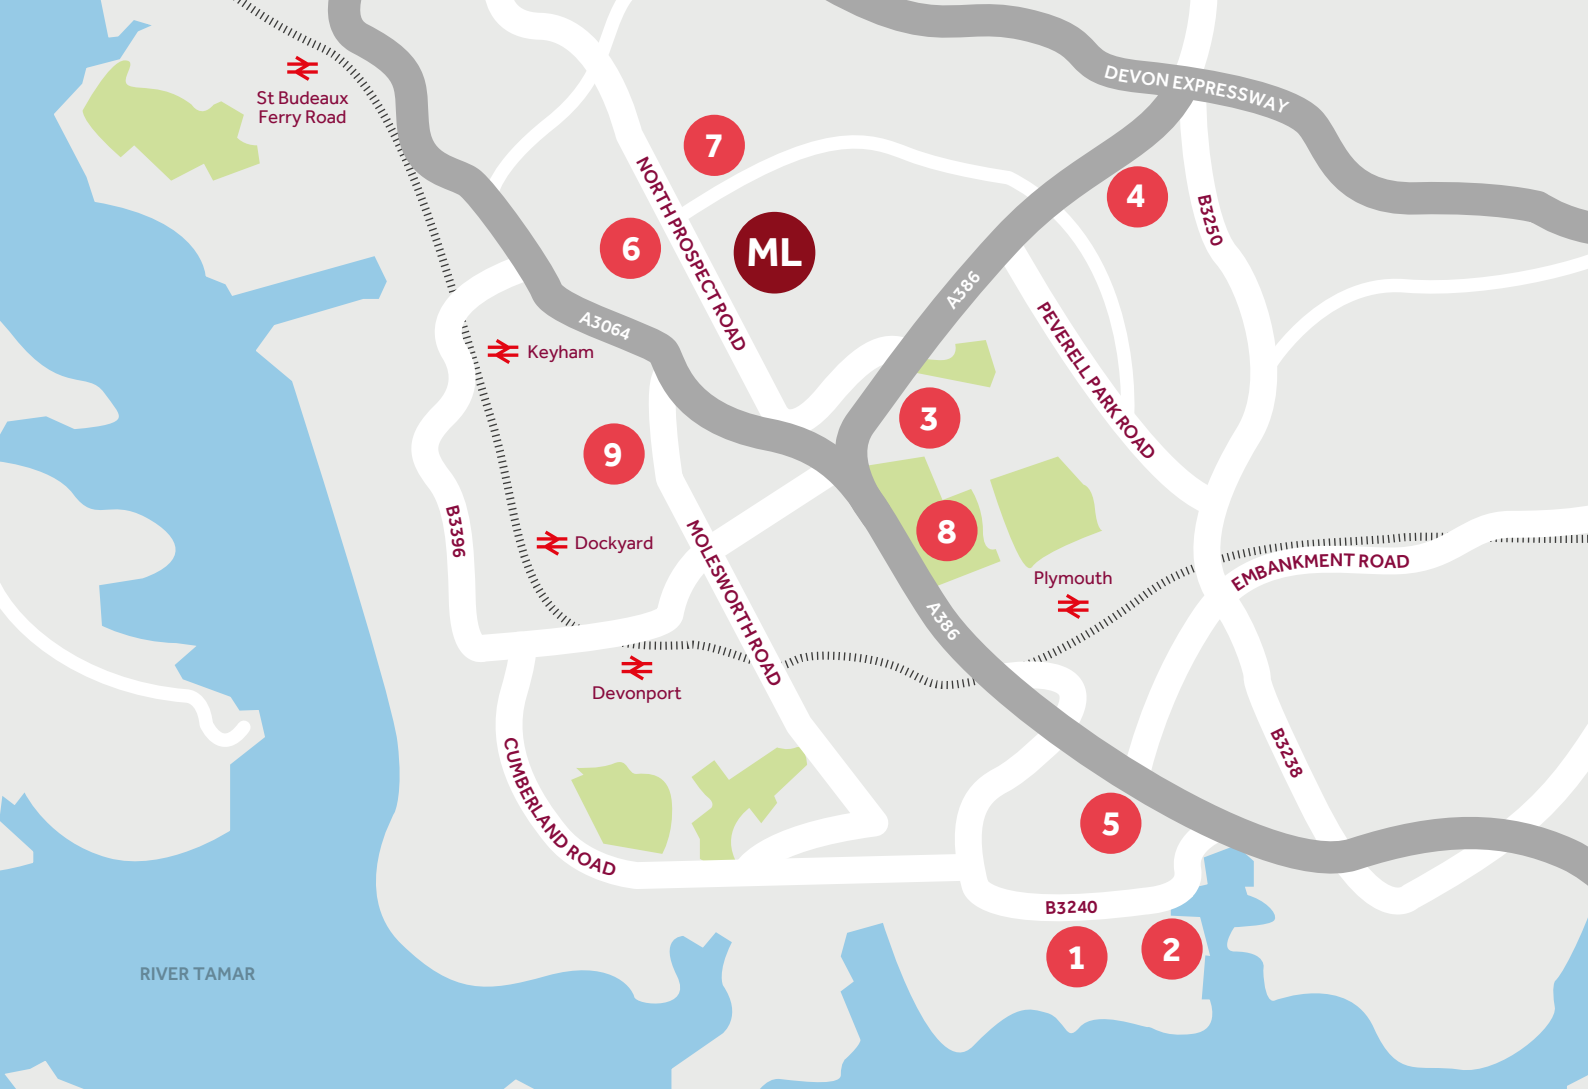 DEVON EXPRESSWAY
St Budeaux
Ferry Road
7
NORTH PROSPECT ROAD
4
B3250
6
ML
A386
A3064
PEVERELL PARK ROAD
Keyham
3
9
B3396
MOLESWORTH ROAD
8
Dockyard
EMBANKMENT ROAD
Plymouth
A386
Devonport
CUMBERLAND ROAD
B3238
5
B3240
1
2
RIVER TAMAR